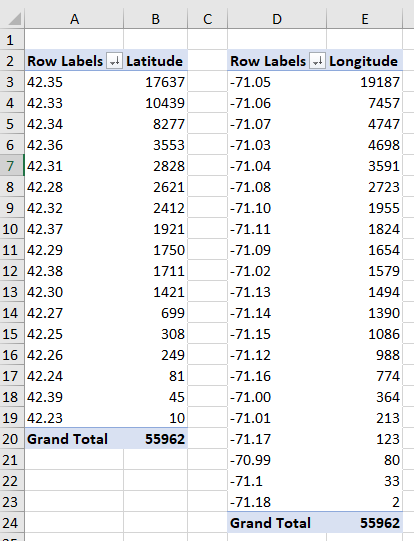 A B C D E
1
2 Row Labels Latitude Row Labels Longitude
3 42.35 17637 -71.05 19187
4 42.33 10439 -71.06 7457
5 42.34 8277 -71.07 4747
6 42.36 3553 -71.03 4698
7 42.31 2828 -71.04 3591
8 42.28 2621 -71.08 2723
9 42.32 2412 -71.10 1955
10 42.37 1921 -71.11 1824
11 42.29 1750 -71.09 1654
12 42.38 1711 -71.02 1579
13 42.30 1421 -71.13 1494
14 42.27 699 -71.14 1390
15 42.25 308 -71.15 1086
16 42.26 249 -71.12 988
17 42.24 81 -71.16 774
18 42.39 45 -71.00 364
19 42.23 10 -71.01 213
20 Grand Total 55962 -71.17 123
21 -70.99 80
22 -71.1 33
23 -71.18 2
24 Grand Total 55962